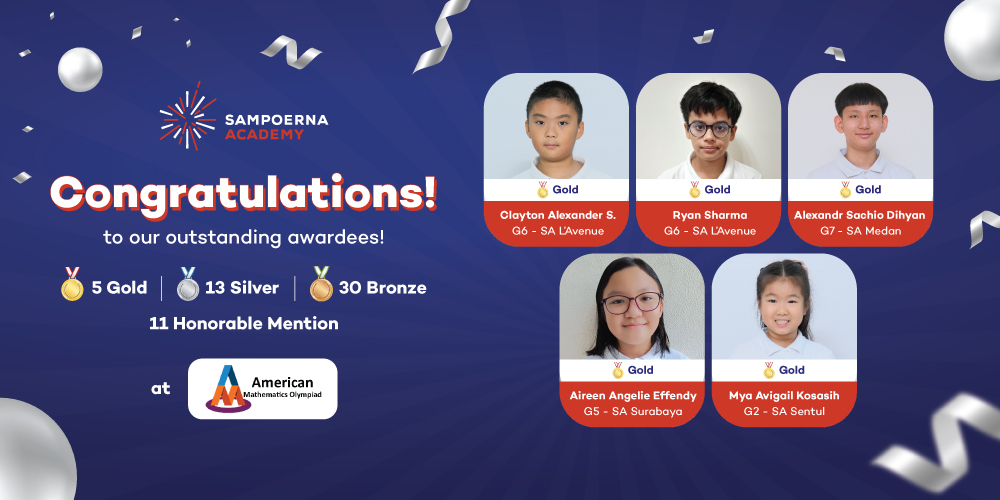 SAMPOERNA
ACADEMY
Congratulations!
to our outstanding awardees!
5 Gold
13 Silver
30 Bronze
11 Honorable Mention
at
American
Mathematics Olympiad
Gold
Clayton Alexander S.
G6 - SA L'Avenue
Gold
Ryan Sharma
G6 - SA L'Avenue
Gold
Alexandr Sachio Dihyan
G7 - SA Medan
Gold
Aireen Angelie Effendy
G5 - SA Surabaya
Gold
Mya Avigail Kosasih
G2 - SA Sentul